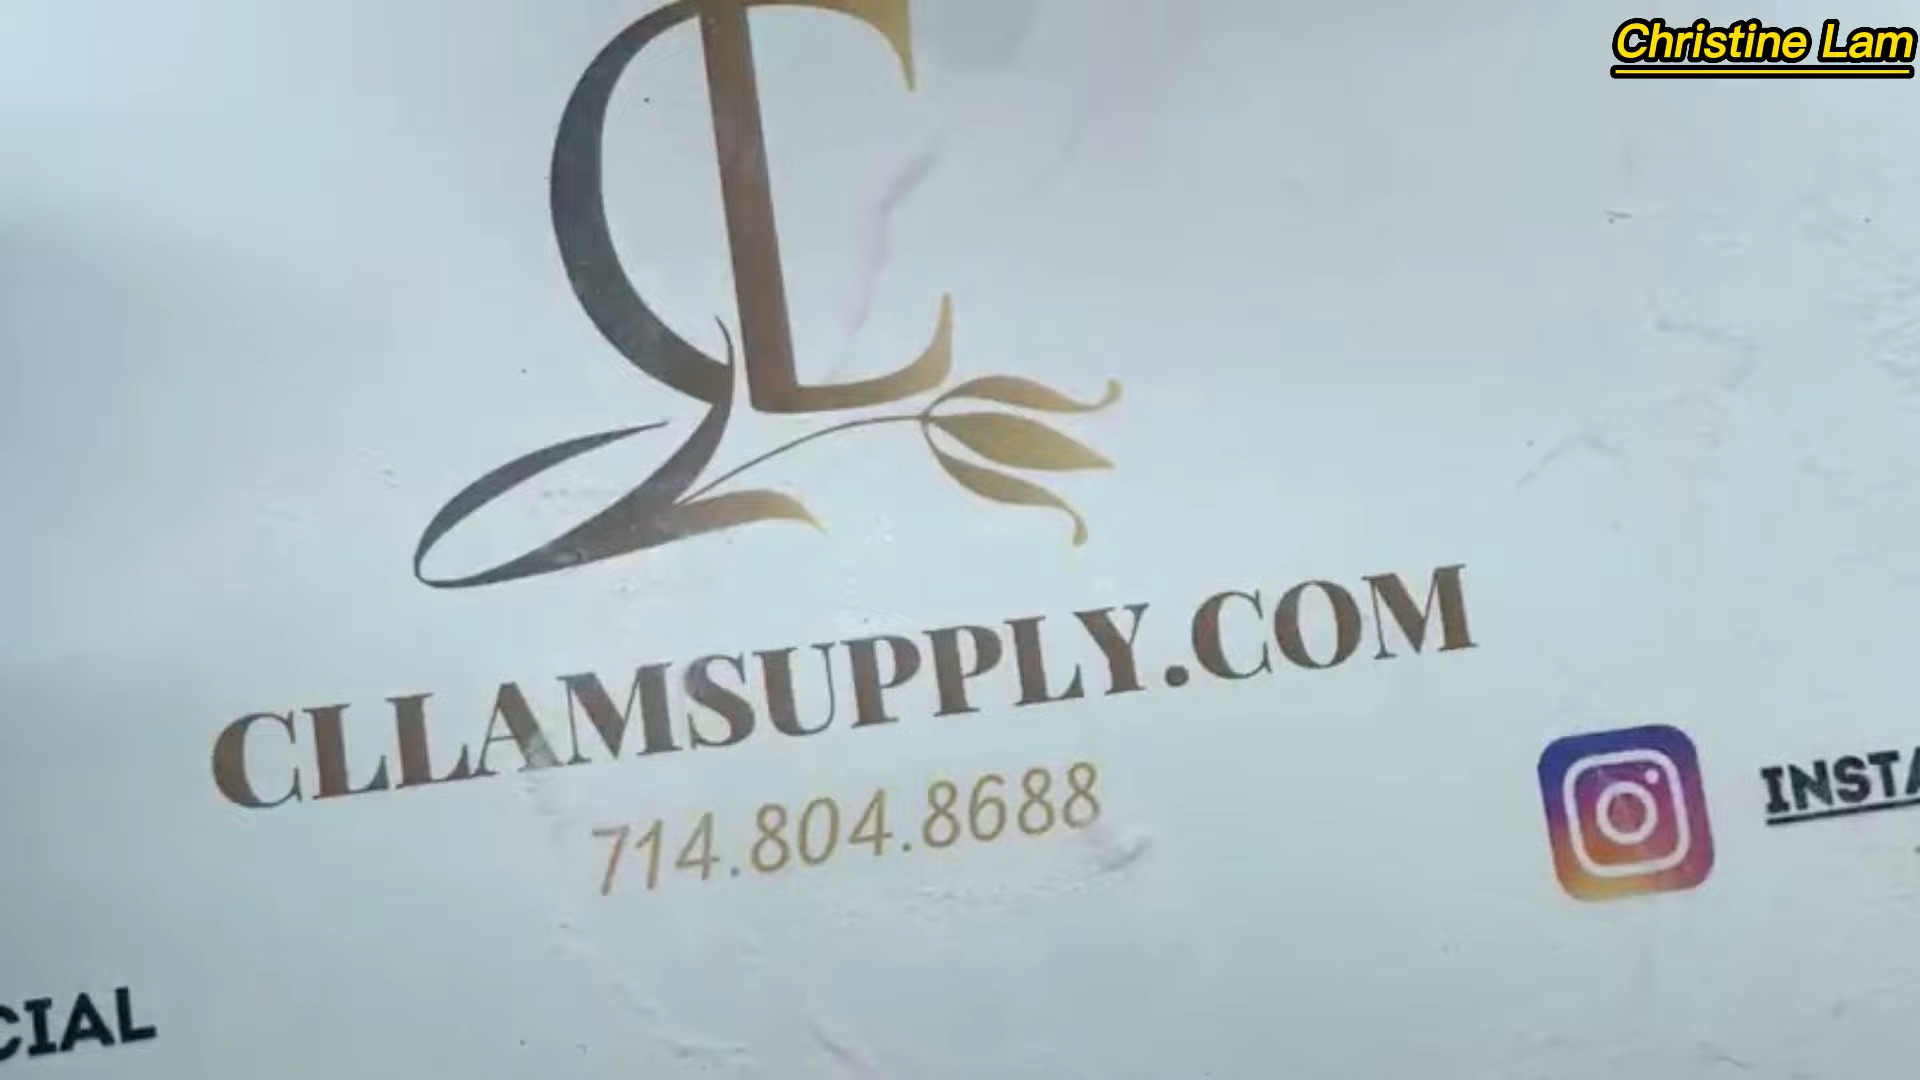 Christine Lam
CL
CLLAMSUPPLY.COM
714.804.8688
INSTA
CIAL